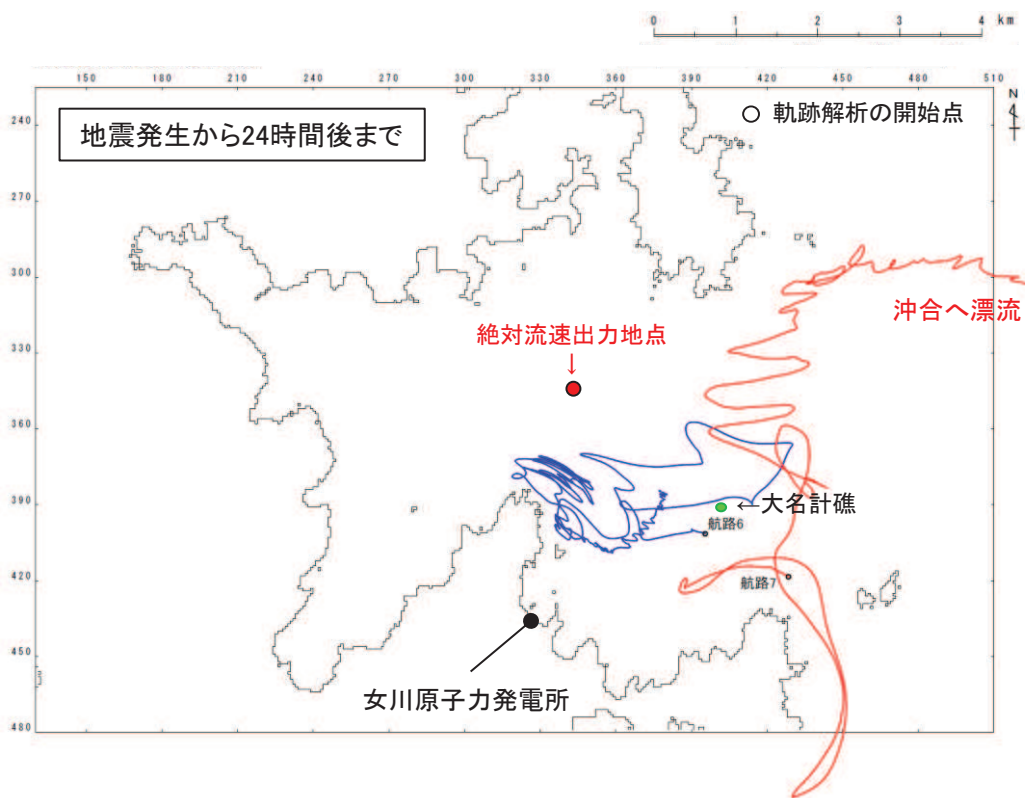 0 1 2 3 4 km
150 180 210 240 270 300 330 360 390 420 450 480 510
N
240
270
300
330
360
390
420
450
480
地震発生から24時間後まで
軌跡解析の開始点
沖合へ漂流
絶対流速出力地点
↓
←大名計礁
航路6
航路7
女川原子力発電所